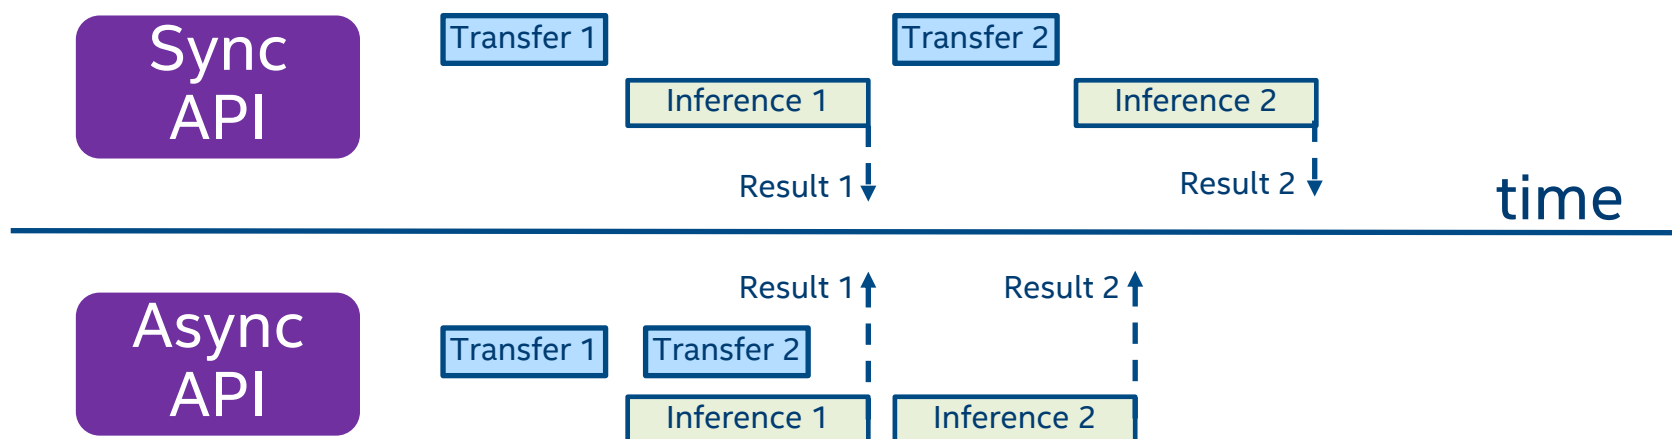 Sync
API
Transfer 1
Transfer 2
Inference 1
Inference 2
Result 1
Result 2
time
Async
API
Result 1
Result 2
Transfer 1
Transfer 2
Inference 1
Inference 2